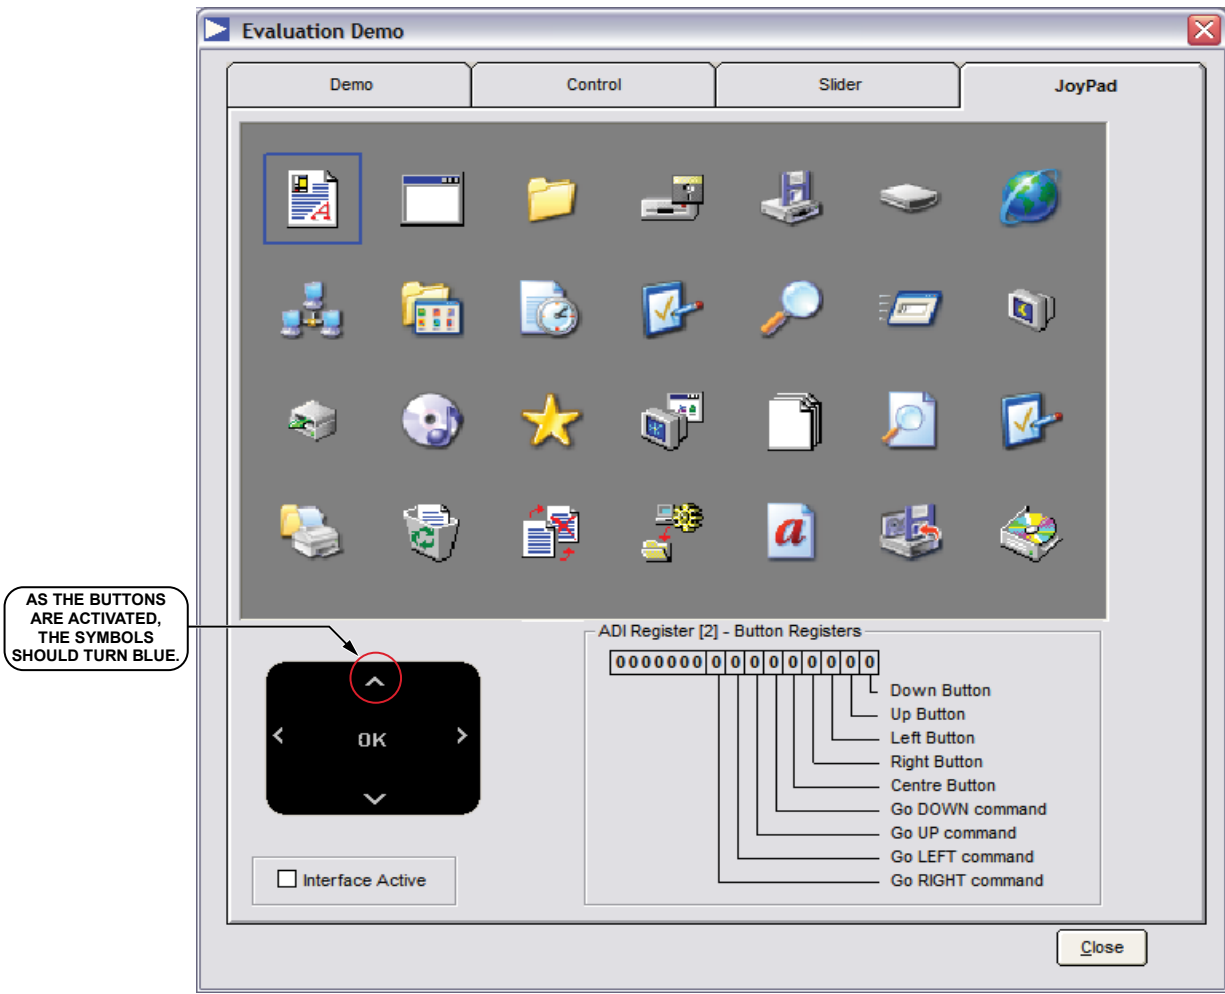 Evaluation Demo
Demo
Control
Slider
JoyPad
A
a
AS THE BUTTONS
ARE ACTIVATED,
THE SYMBOLS
SHOULD TURN BLUE.
OK
Interface Active
ADI Register [2] - Button Registers
0000000 0 0 0 0 0 0 0 0 0
Down Button
Up Button
Left Button
Right Button
Centre Button
Go DOWN command
Go UP command
Go LEFT command
Go RIGHT command
Close